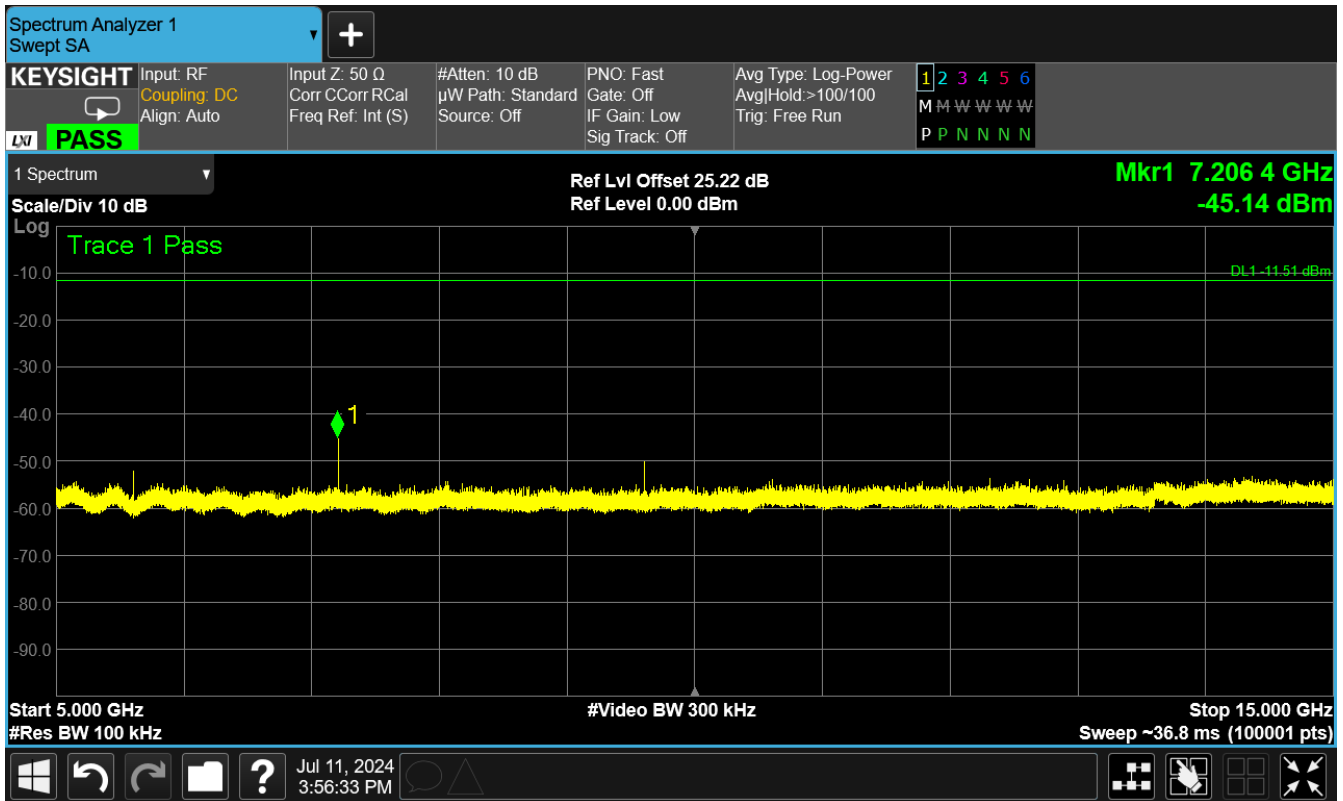 Spectrum Analyzer 1
Swept SA
KEYSIGHT
LXI PASS
Input: RF
Coupling: DC
Align: Auto
Input Z: 50 Ω
Corr CCorr RCal
Freq Ref: Int (S)
#Atten: 10 dB
µW Path: Standard
Source: Off
PNO: Fast
Gate: Off
IF Gain: Low
Sig Track: Off
Avg Type: Log-Power
Avg|Hold:>100/100
Trig: Free Run
1 2 3 4 5 6
M M W W W W
P P N N N N
1 Spectrum
Scale/Div 10 dB
Ref Lvl Offset 25.22 dB
Ref Level 0.00 dBm
Mkr1 7.206 4 GHz
-45.14 dBm
Log
Trace 1 Pass
-10.0
DL1 -11.51 dBm
-20.0
-30.0
-40.0
1
-50.0
-60.0
-70.0
-80.0
-90.0
Start 5.000 GHz
#Video BW 300 kHz
Stop 15.000 GHz
#Res BW 100 kHz
Sweep ~36.8 ms (100001 pts)
?
Jul 11, 2024
3:56:33 PM